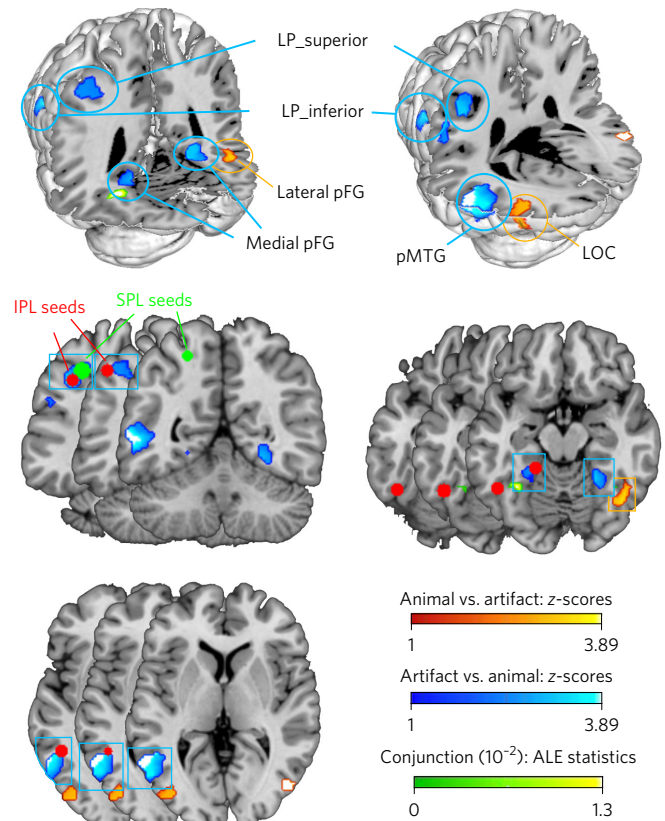 LP_superior
LP_inferior
Lateral pFG
Medial pFG
pMTG
LOC
IPL seeds
SPL seeds
Animal vs. artifact: z-scores
1 3.89
Artifact vs. animal: z-scores
1 3.89
Conjunction (10⁻²): ALE statistics
0 1.3